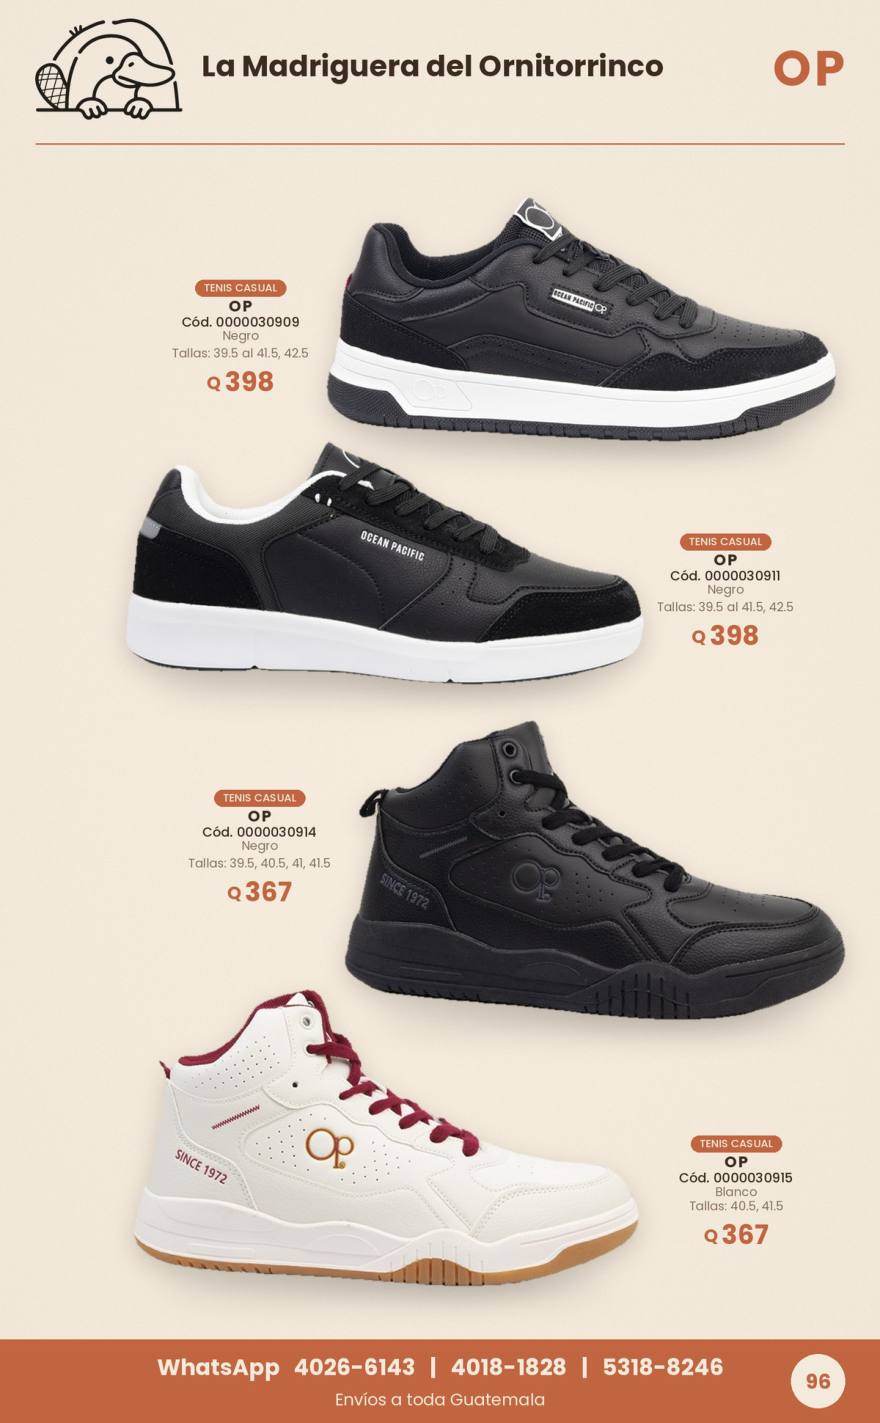 La Madriguera del Ornitorrinco
OP
TENIS CASUAL
OP
Cód. 0000030909
Negro
Tallas: 39.5 al 41.5, 42.5
Q 398
OCEAN PACIFIC Op
OCEAN PACIFIC
TENIS CASUAL
OP
Cód. 0000030911
Negro
Tallas: 39.5 al 41.5, 42.5
Q 398
TENIS CASUAL
OP
Cód. 0000030914
Negro
Tallas: 39.5, 40.5, 41, 41.5
Q 367
Op
SINCE 1972
Op
SINCE 1972
TENIS CASUAL
OP
Cód. 0000030915
Blanco
Tallas: 40.5, 41.5
Q 367
WhatsApp 4026-6143 | 4018-1828 | 5318-8246
Envíos a toda Guatemala
96